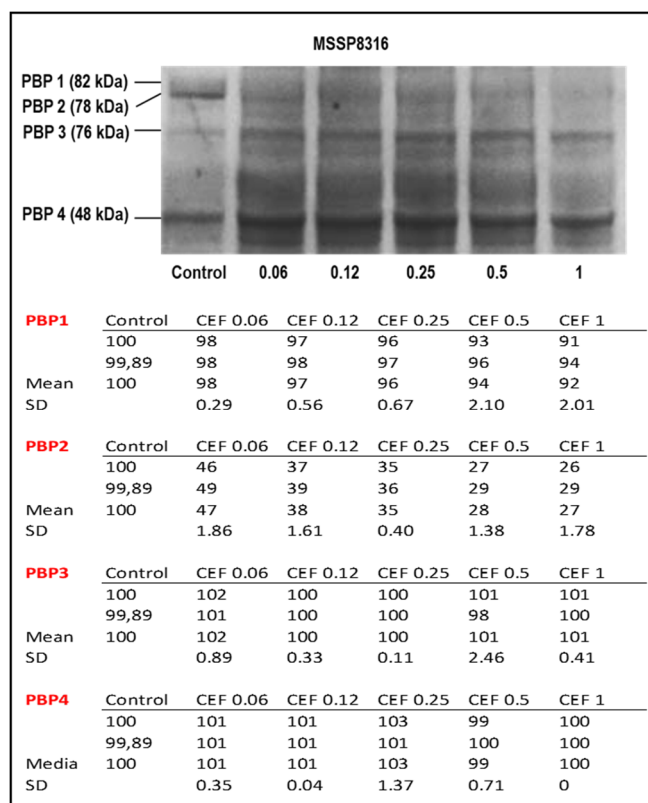 MSSP8316
PBP 1 (82 kDa)
PBP 2 (78 kDa)
PBP 3 (76 kDa)
PBP 4 (48 kDa)
Control 0.06 0.12 0.25 0.5 1
PBP1 Control CEF 0.06 CEF 0.12 CEF 0.25 CEF 0.5 CEF 1
100 98 97 96 93 91
99,89 98 98 97 96 94
Mean 100 98 97 96 94 92
SD 0.29 0.56 0.67 2.10 2.01
PBP2 Control CEF 0.06 CEF 0.12 CEF 0.25 CEF 0.5 CEF 1
100 46 37 35 27 26
99,89 49 39 36 29 29
Mean 100 47 38 35 28 27
SD 1.86 1.61 0.40 1.38 1.78
PBP3 Control CEF 0.06 CEF 0.12 CEF 0.25 CEF 0.5 CEF 1
100 102 100 100 101 101
99,89 101 100 100 98 100
Mean 100 102 100 100 101 101
SD 0.89 0.33 0.11 2.46 0.41
PBP4 Control CEF 0.06 CEF 0.12 CEF 0.25 CEF 0.5 CEF 1
100 101 101 103 99 100
99,89 101 101 101 100 100
Media 100 101 101 103 99 100
SD 0.35 0.04 1.37 0.71 0